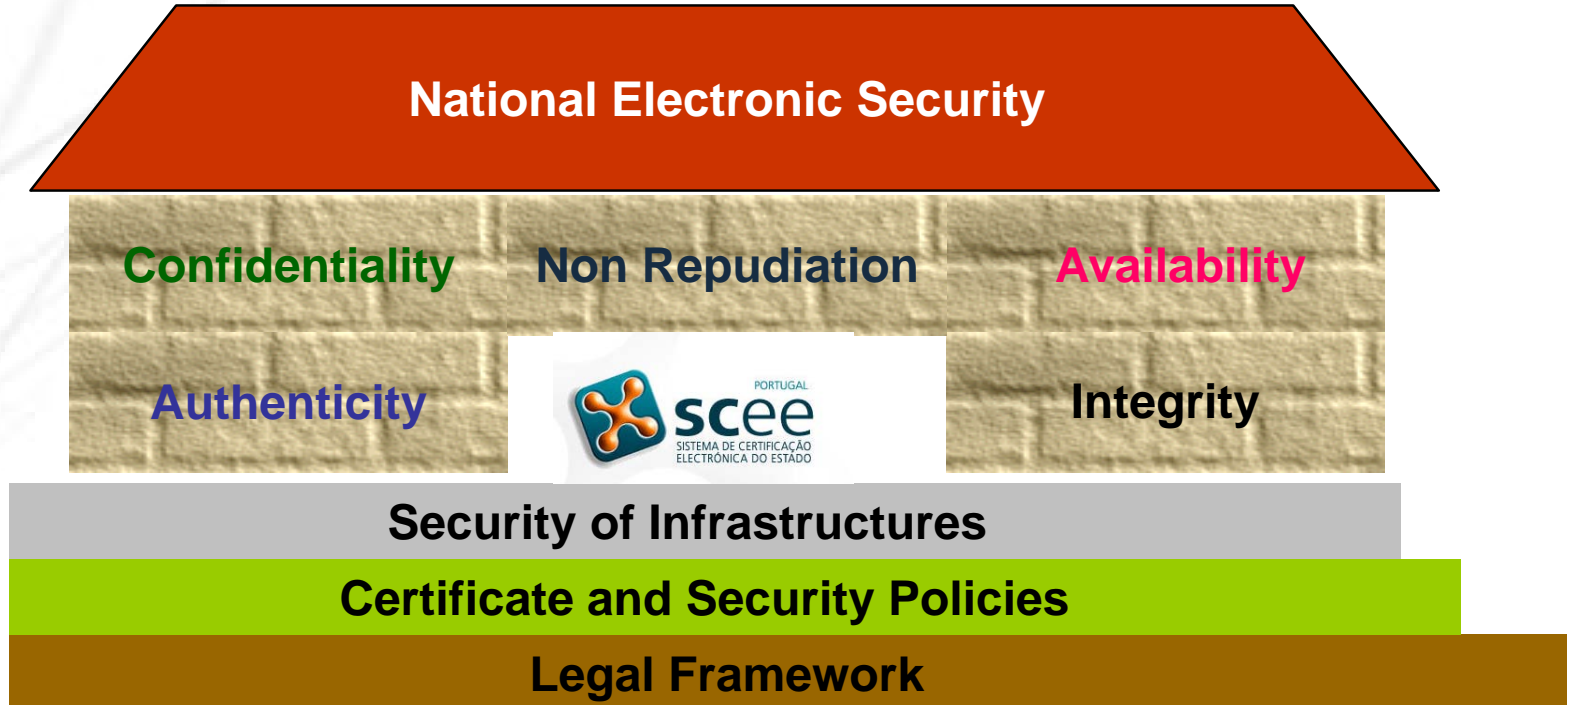 National Electronic Security
Confidentiality
Non Repudiation
Availability
Authenticity
PORTUGAL
scee
SISTEMA DE CERTIFICAÇÃO
ELECTRÓNICA DO ESTADO
Integrity
Security of Infrastructures
Certificate and Security Policies
Legal Framework